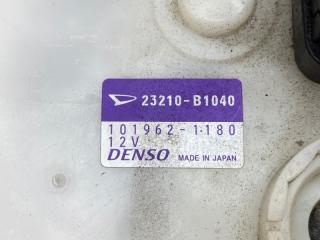 23210-B1040
101962-1180
12V
DENSO MADE IN JAPAN